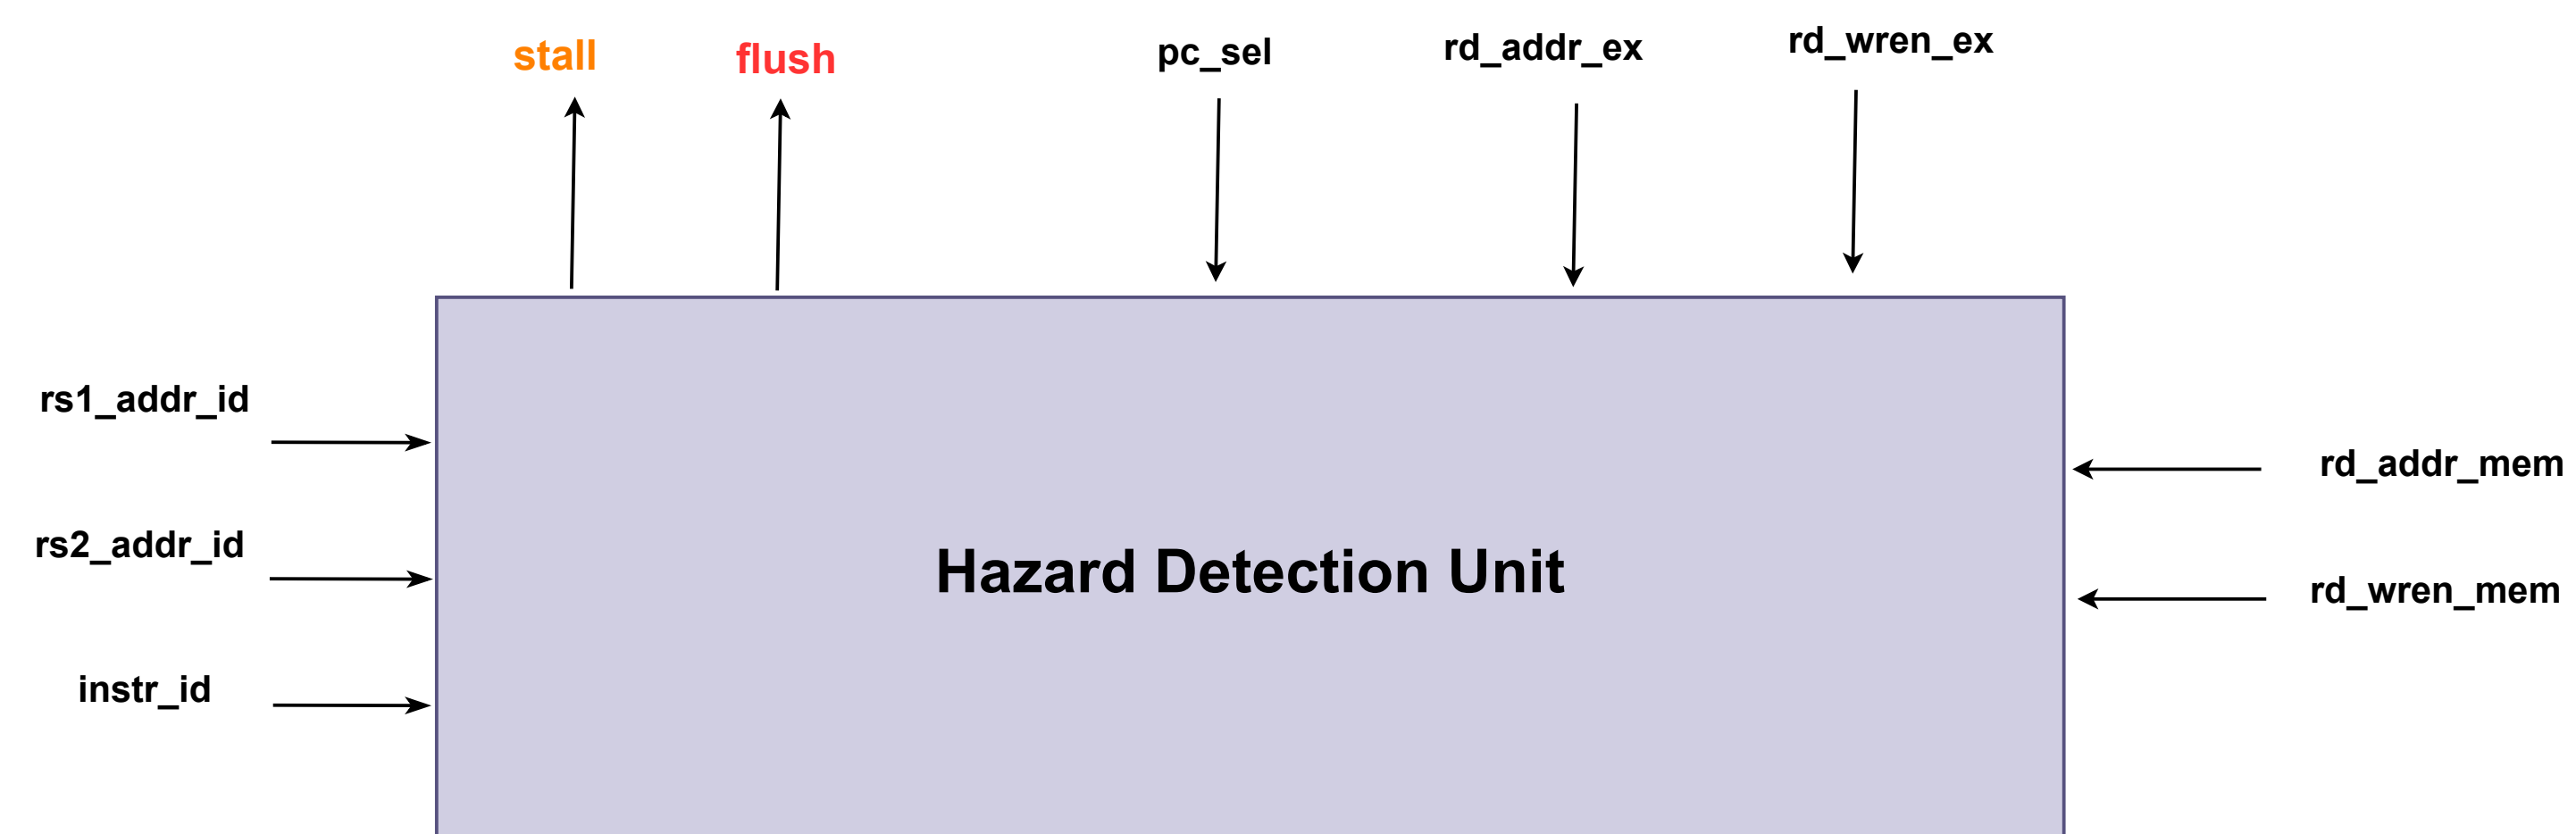 stall
flush
pc_sel
rd_addr_ex
rd_wren_ex
rs1_addr_id
rs2_addr_id
instr_id
Hazard Detection Unit
rd_addr_mem
rd_wren_mem